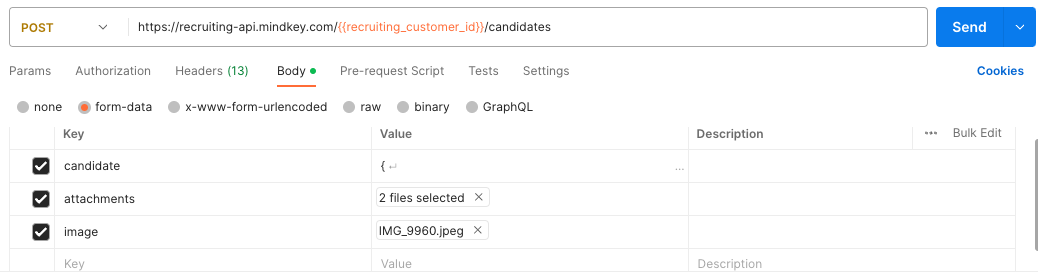 POST https://recruiting-api.mindkey.com/{{recruiting_customer_id}}/candidates Send
Params Authorization Headers (13) Body Pre-request Script Tests Settings Cookies
none form-data x-www-form-urlencoded raw binary GraphQL
Key Value Description ••• Bulk Edit
candidate { ↵ ...
attachments 2 files selected ×
image IMG_9960.jpeg ×
Key Value Description